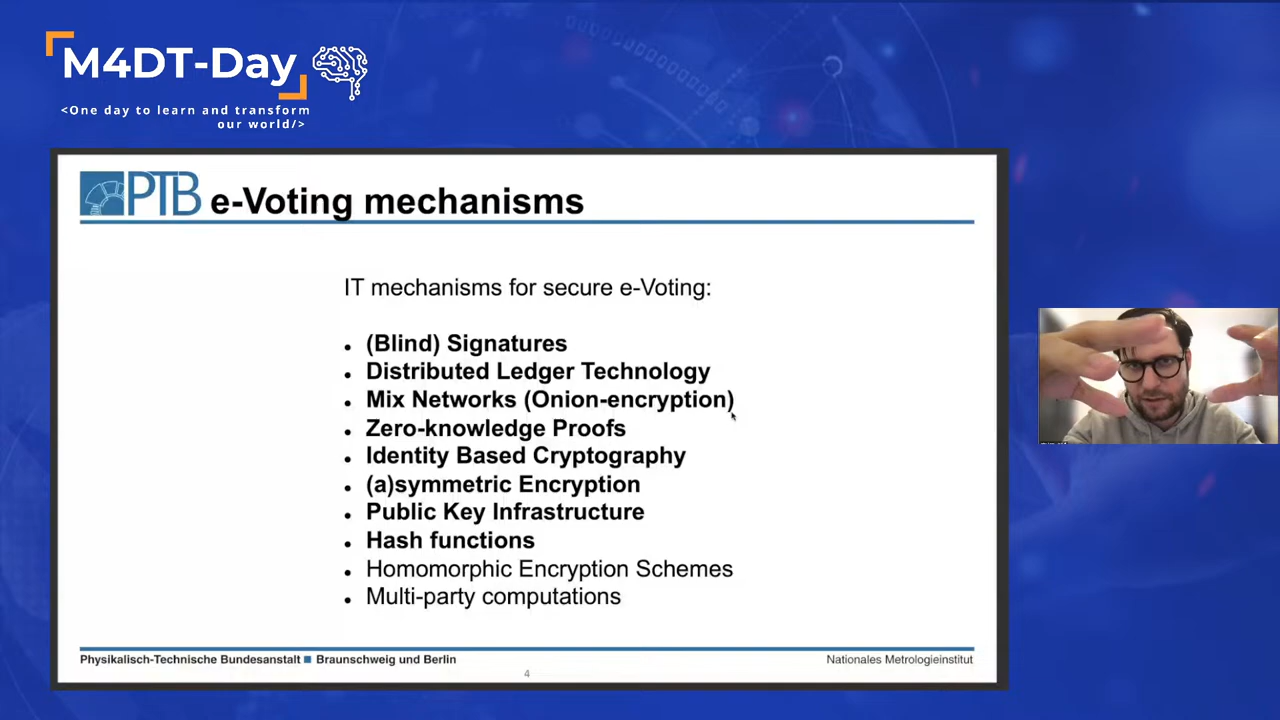 M4DT-Day
<One day to learn and transform
our world/>
PTB e-Voting mechanisms
IT mechanisms for secure e-Voting:
• (Blind) Signatures
• Distributed Ledger Technology
• Mix Networks (Onion-encryption)
• Zero-knowledge Proofs
• Identity Based Cryptography
• (a)symmetric Encryption
• Public Key Infrastructure
• Hash functions
• Homomorphic Encryption Schemes
• Multi-party computations
Physikalisch-Technische Bundesanstalt ■ Braunschweig und Berlin
Nationales Metrologieinstitut
4